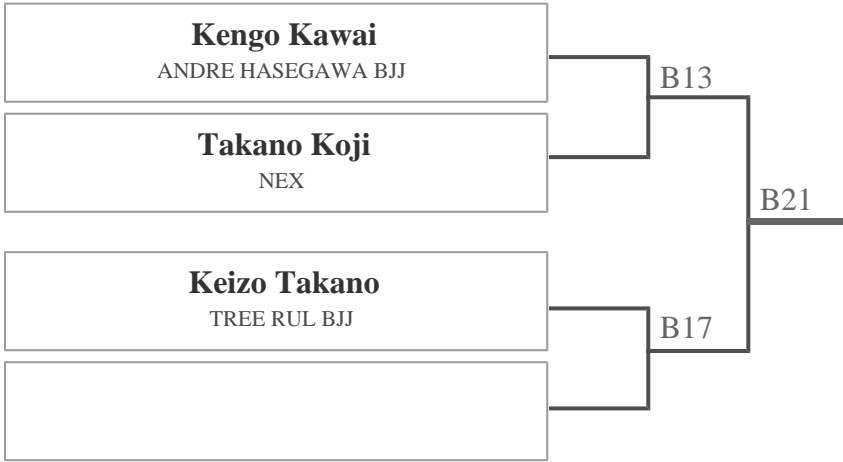 Kengo Kawai
ANDRE HASEGAWA BJJ
B13
Takano Koji
NEX
B21
Keizo Takano
TREE RUL BJJ
B17